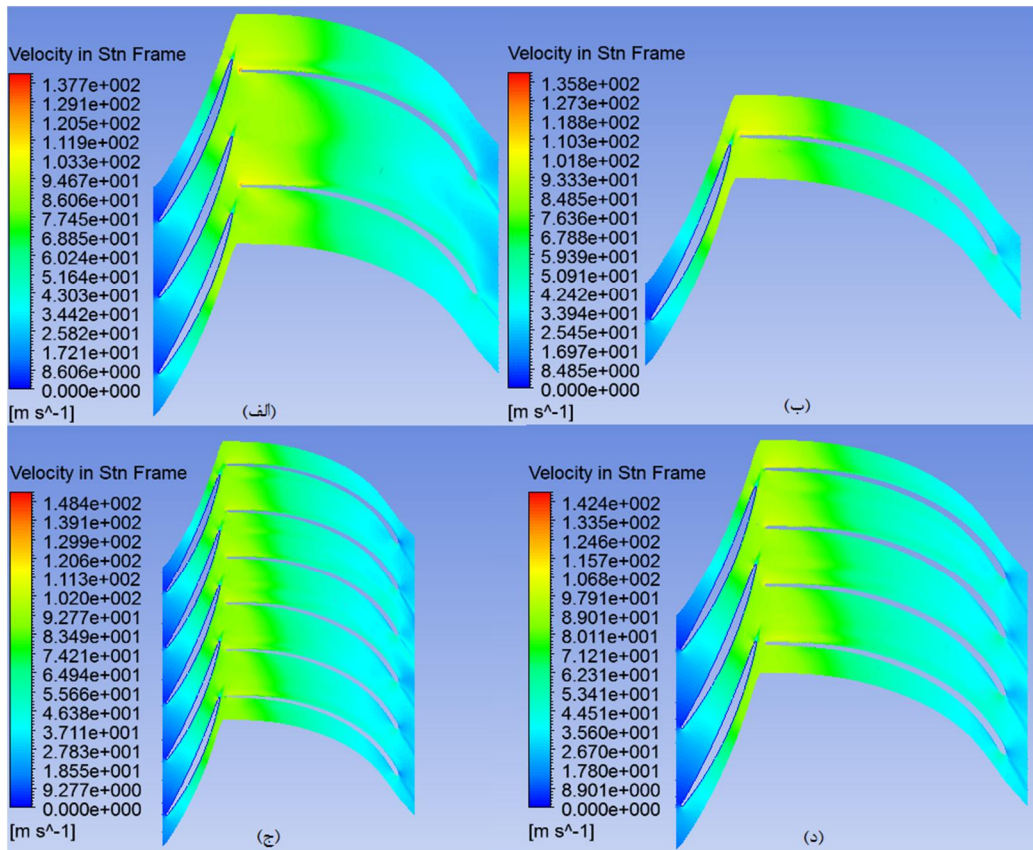 Velocity in Stn Frame
1.377e+002
1.291e+002
1.205e+002
1.119e+002
1.033e+002
9.467e+001
8.606e+001
7.745e+001
6.885e+001
6.024e+001
5.164e+001
4.303e+001
3.442e+001
2.582e+001
1.721e+001
8.606e+000
0.000e+000
[m s^-1]
(الف)
Velocity in Stn Frame
1.358e+002
1.273e+002
1.188e+002
1.103e+002
1.018e+002
9.333e+001
8.485e+001
7.636e+001
6.788e+001
5.939e+001
5.091e+001
4.242e+001
3.394e+001
2.545e+001
1.697e+001
8.485e+000
0.000e+000
[m s^-1]
(ب)
Velocity in Stn Frame
1.484e+002
1.391e+002
1.299e+002
1.206e+002
1.113e+002
1.020e+002
9.277e+001
8.349e+001
7.421e+001
6.494e+001
5.566e+001
4.638e+001
3.711e+001
2.783e+001
1.855e+001
9.277e+000
0.000e+000
[m s^-1]
(ج)
Velocity in Stn Frame
1.424e+002
1.335e+002
1.246e+002
1.157e+002
1.068e+002
9.791e+001
8.901e+001
8.011e+001
7.121e+001
6.231e+001
5.341e+001
4.451e+001
3.560e+001
2.670e+001
1.780e+001
8.901e+000
0.000e+000
[m s^-1]
(د)